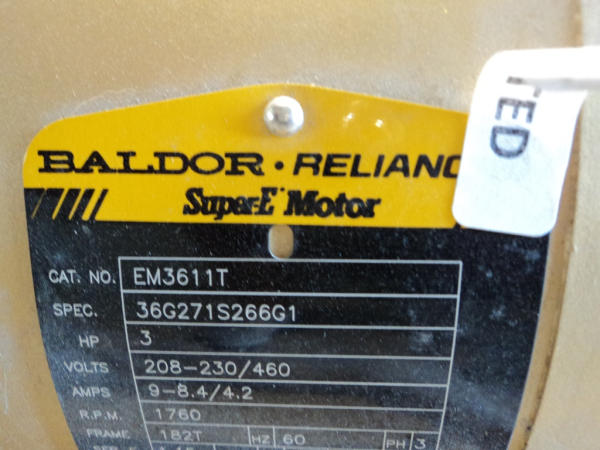 BALDOR • RELIANC
Super-E Motor
TED
CAT. NO. EM3611T
SPEC. 36G271S266G1
HP 3
VOLTS 208-230/460
AMPS 9-8.4/4.2
R.P.M. 1760
FRAME 182T HZ 60 PH 3